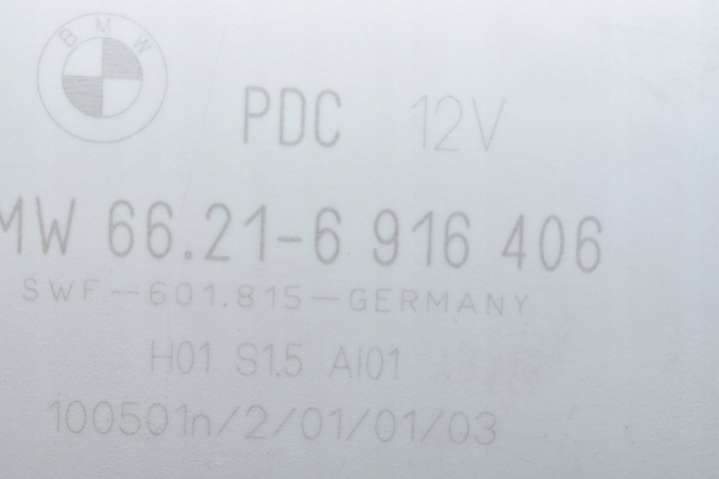 BMW
PDC 12V
MW 66.21-6 916 406
SWF-601.815-GERMANY
H01 S1.5 AI01
100501n/2/01/01/03